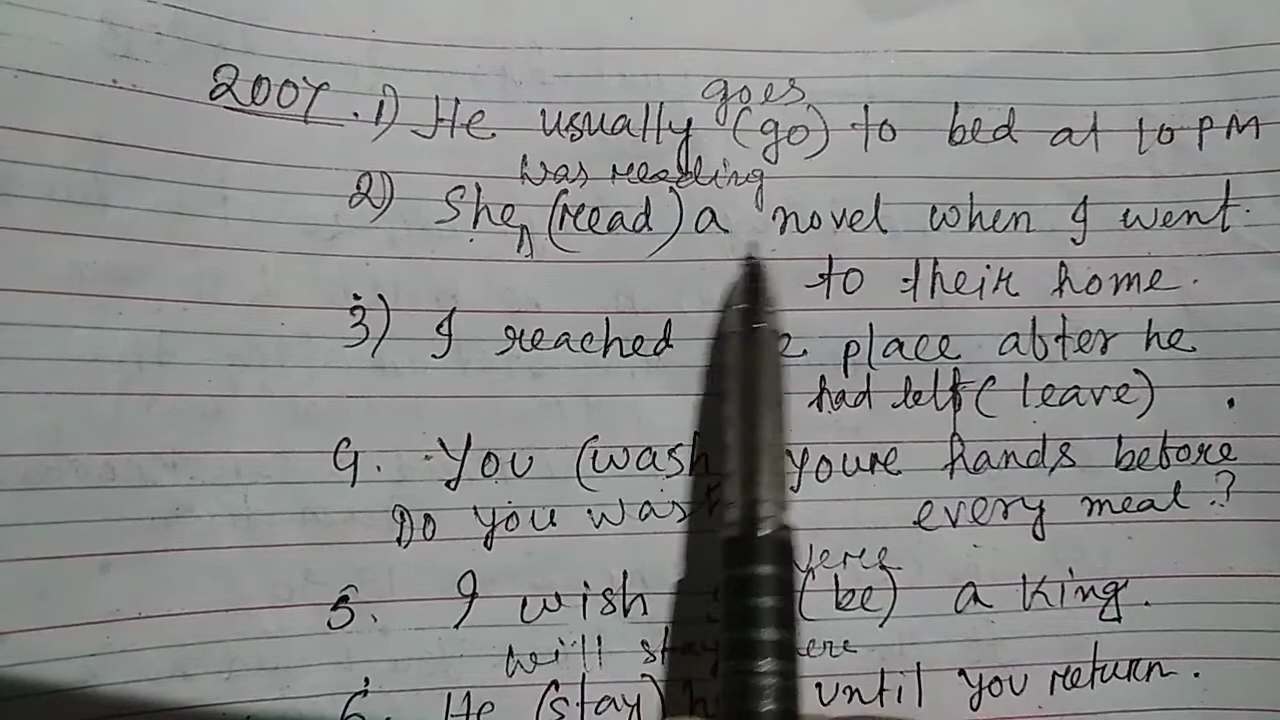 2007. 1) He usually goes (go) to bed at 10 PM
was reading
2) She (read) a novel when I went
to their home.
3) I reached place after he
had left (leave) .
4. You (wash youre hands before
Do you was every meal?
were
5. I wish (be) a King.
will stay
6. He (stay) until you return.